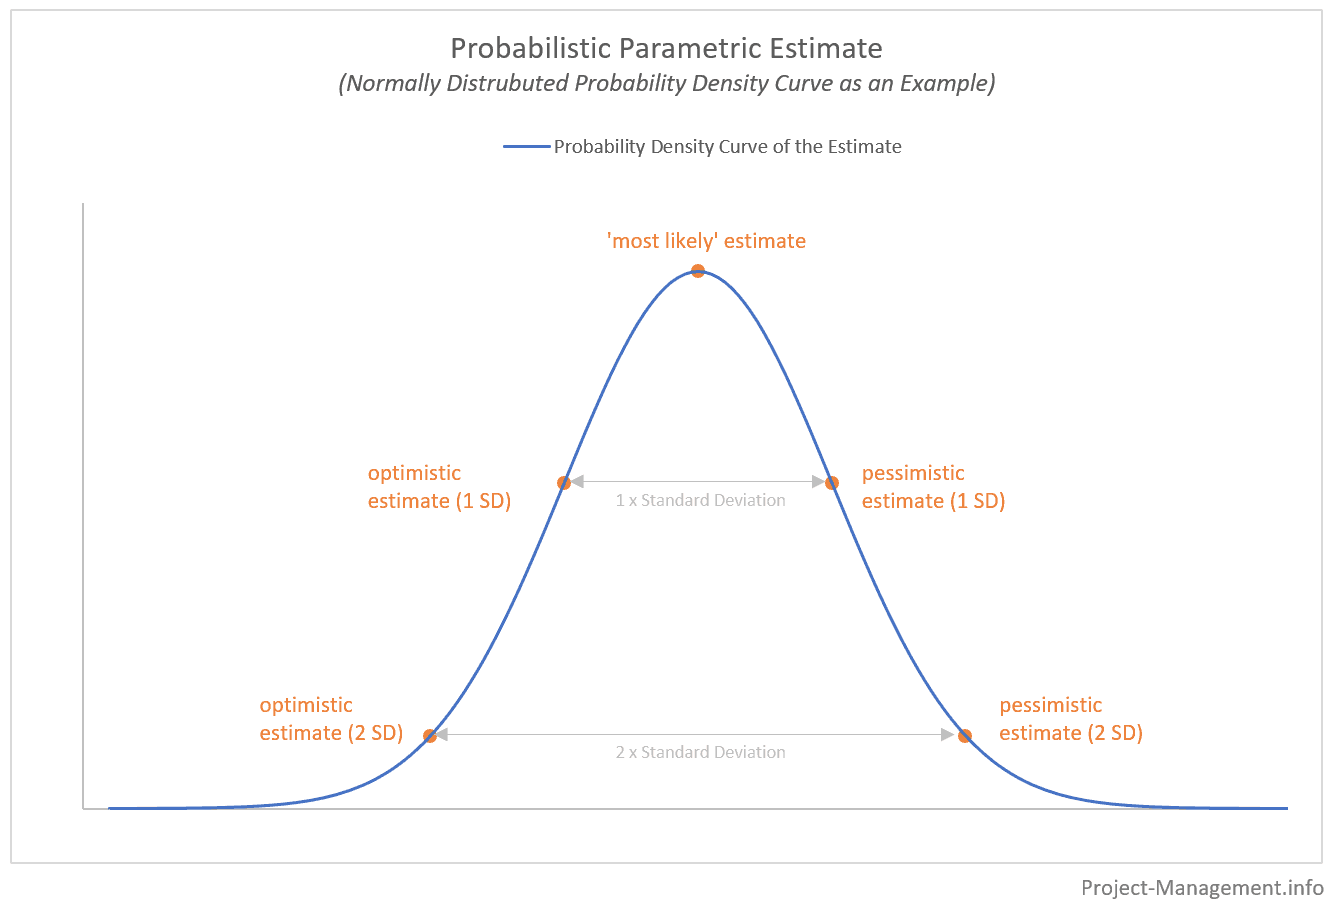 Probabilistic Parametric Estimate
(Normally Distrubuted Probability Density Curve as an Example)
Probability Density Curve of the Estimate
'most likely' estimate
optimistic
estimate (1 SD)
pessimistic
estimate (1 SD)
1 x Standard Deviation
optimistic
estimate (2 SD)
pessimistic
estimate (2 SD)
2 x Standard Deviation
Project-Management.info